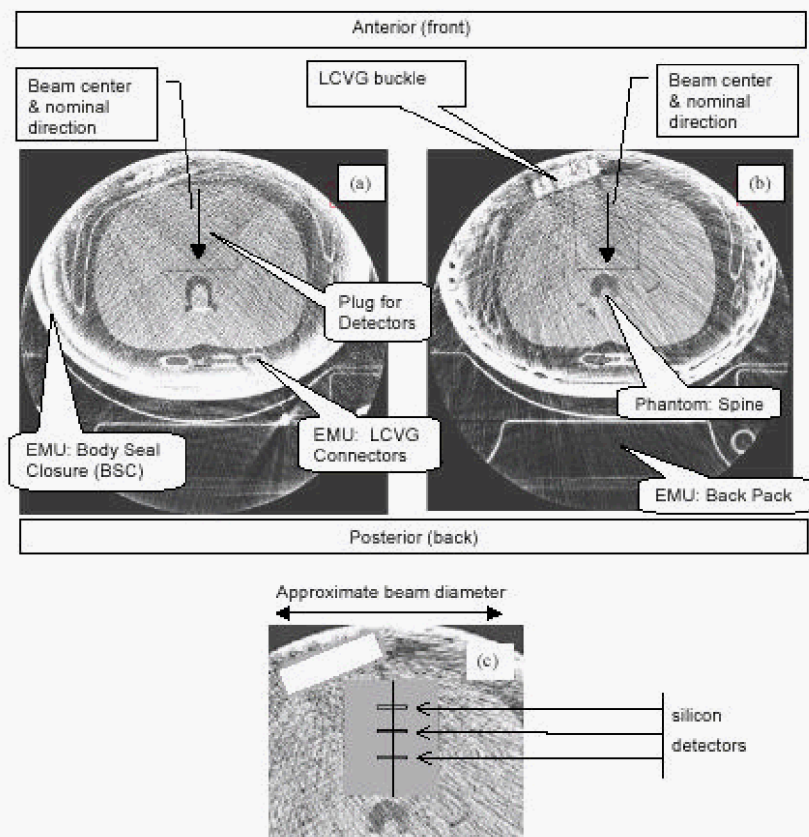 Anterior (front)
Beam center
& nominal
direction
LCVG buckle
Beam center
& nominal
direction
(a)
(b)
Plug for
Detectors
Phantom: Spine
EMU: Body Seal
Closure (BSC)
EMU: LCVG
Connectors
EMU: Back Pack
Posterior (back)
Approximate beam diameter
(c)
silicon
detectors